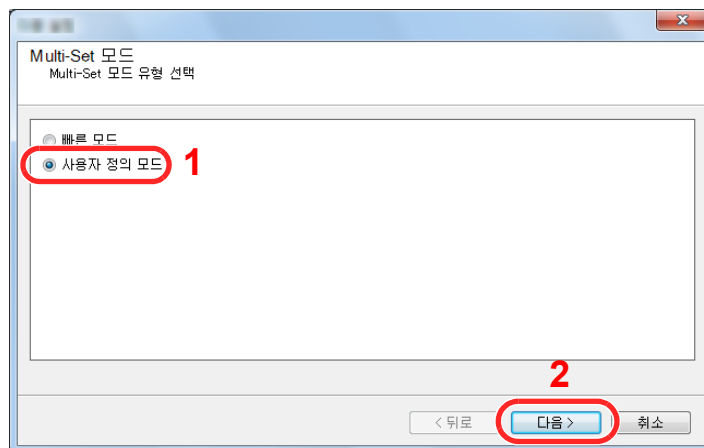 Multi-Set 모드
Multi-Set 모드 유형 선택
빠른 모드
사용자 정의 모드 1
2
< 뒤로 다음 > 취소